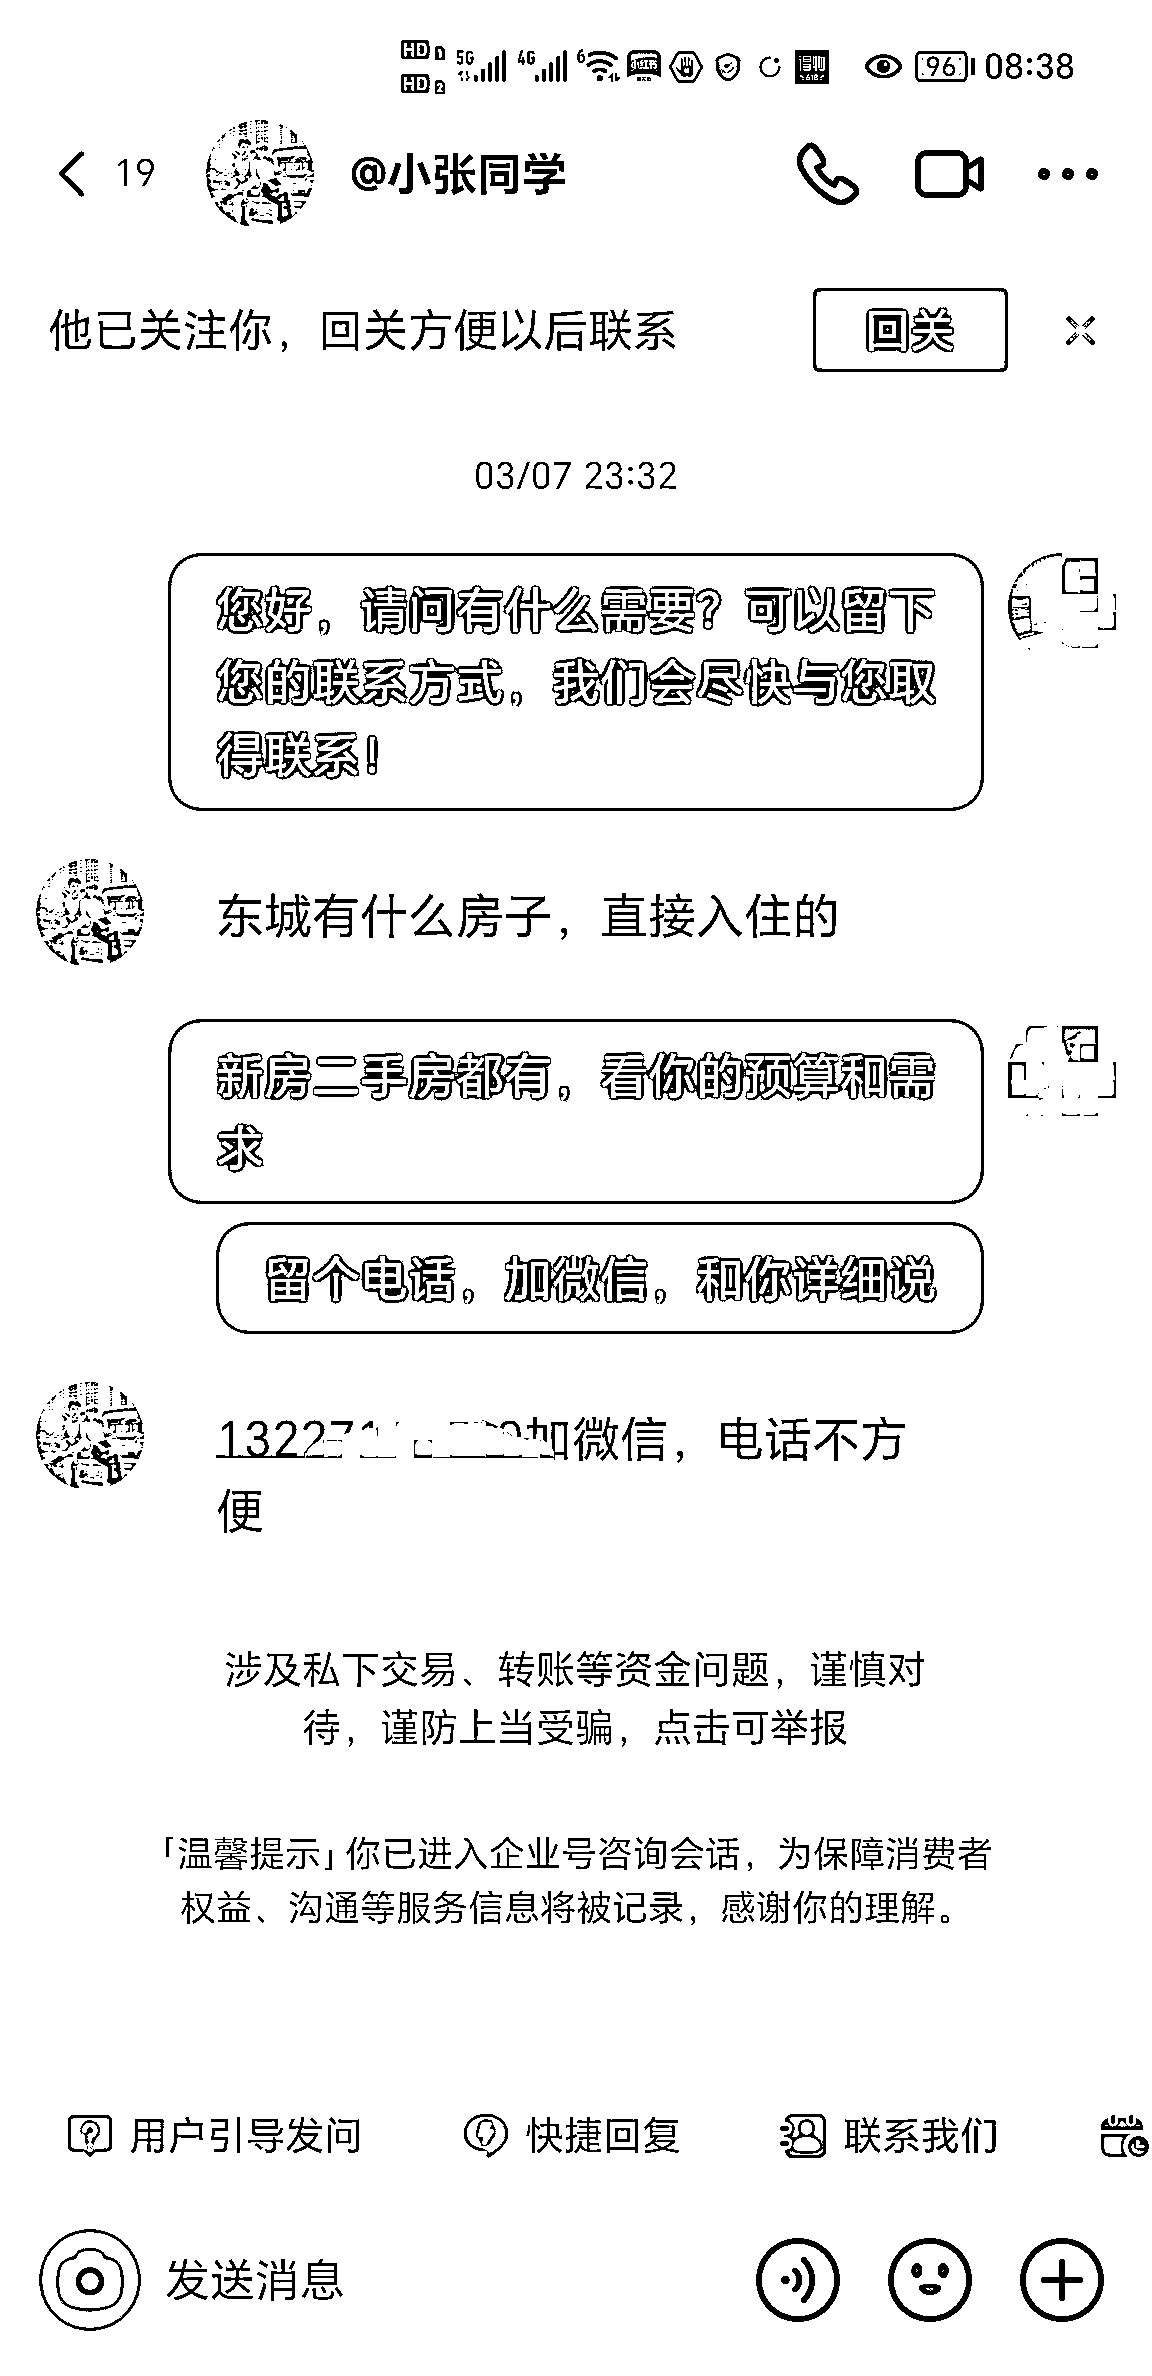 HD 1 5G 4G 6 96 08:38
HD 2
19 @小张同学
他已关注你，回关方便以后联系 回关
03/07 23:32
您好，请问有什么需要？可以留下
您的联系方式，我们会尽快与您取
得联系！
东城有什么房子，直接入住的
新房二手房都有，看你的预算和需
求
留个电话，加微信，和你详细说
加微信，电话不方
便
涉及私下交易、转账等资金问题，谨慎对
待，谨防上当受骗，点击可举报
「温馨提示」你已进入企业号咨询会话，为保障消费者
权益、沟通等服务信息将被记录，感谢你的理解。
用户引导发问 快捷回复 联系我们
发送消息